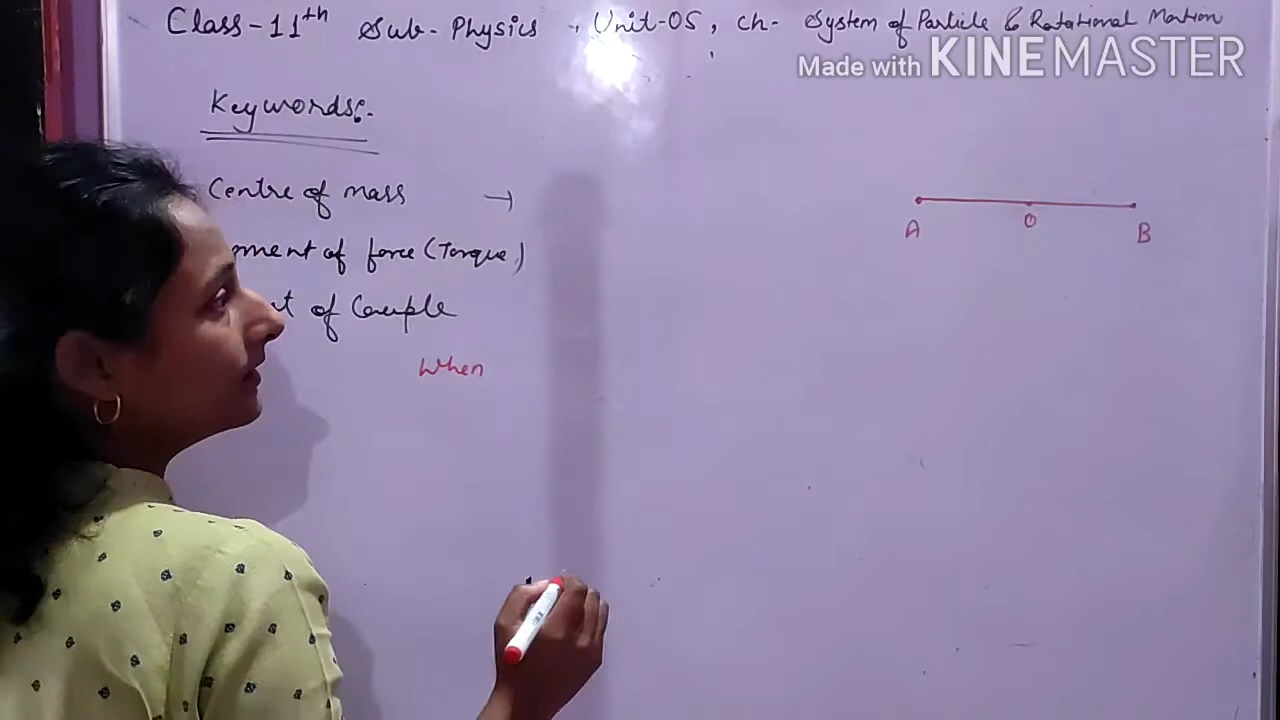 Class-11th Sub- Physics , Unit-05, Ch- System of Particle & Rotational Motion
Made with KINEMASTER
Keywords:-
Centre of mass →
ment of force (Torque)
of Couple
When
A O B